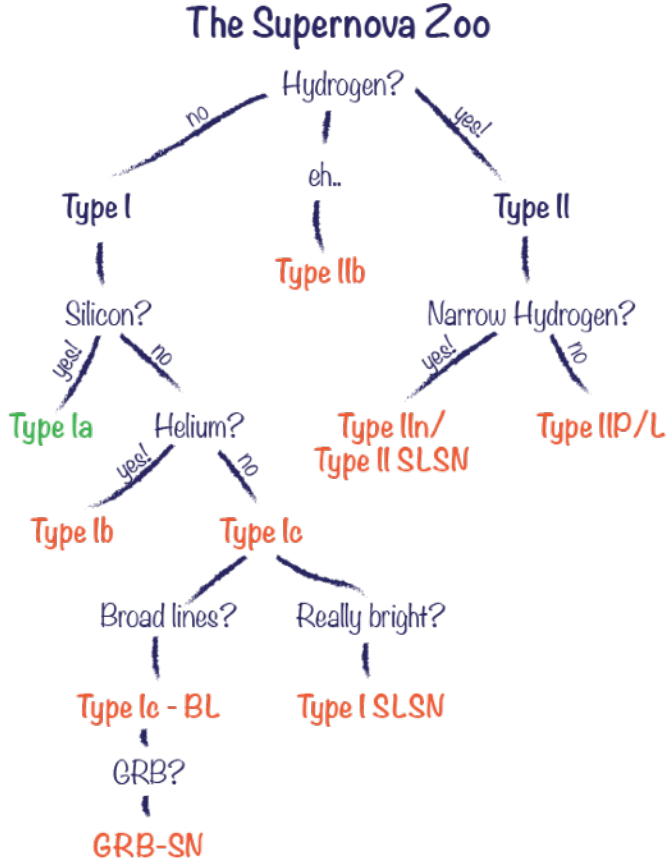 The Supernova Zoo
Hydrogen?
no
yes!
eh..
Type I
Type II
Type IIb
Silicon?
Narrow Hydrogen?
yes!
no
yes!
no
Type Ia
Helium?
Type IIn/
Type II SLSN
Type IIP/L
yes!
no
Type Ib
Type Ic
Broad lines?
Really bright?
Type Ic - BL
Type I SLSN
GRB?
GRB-SN